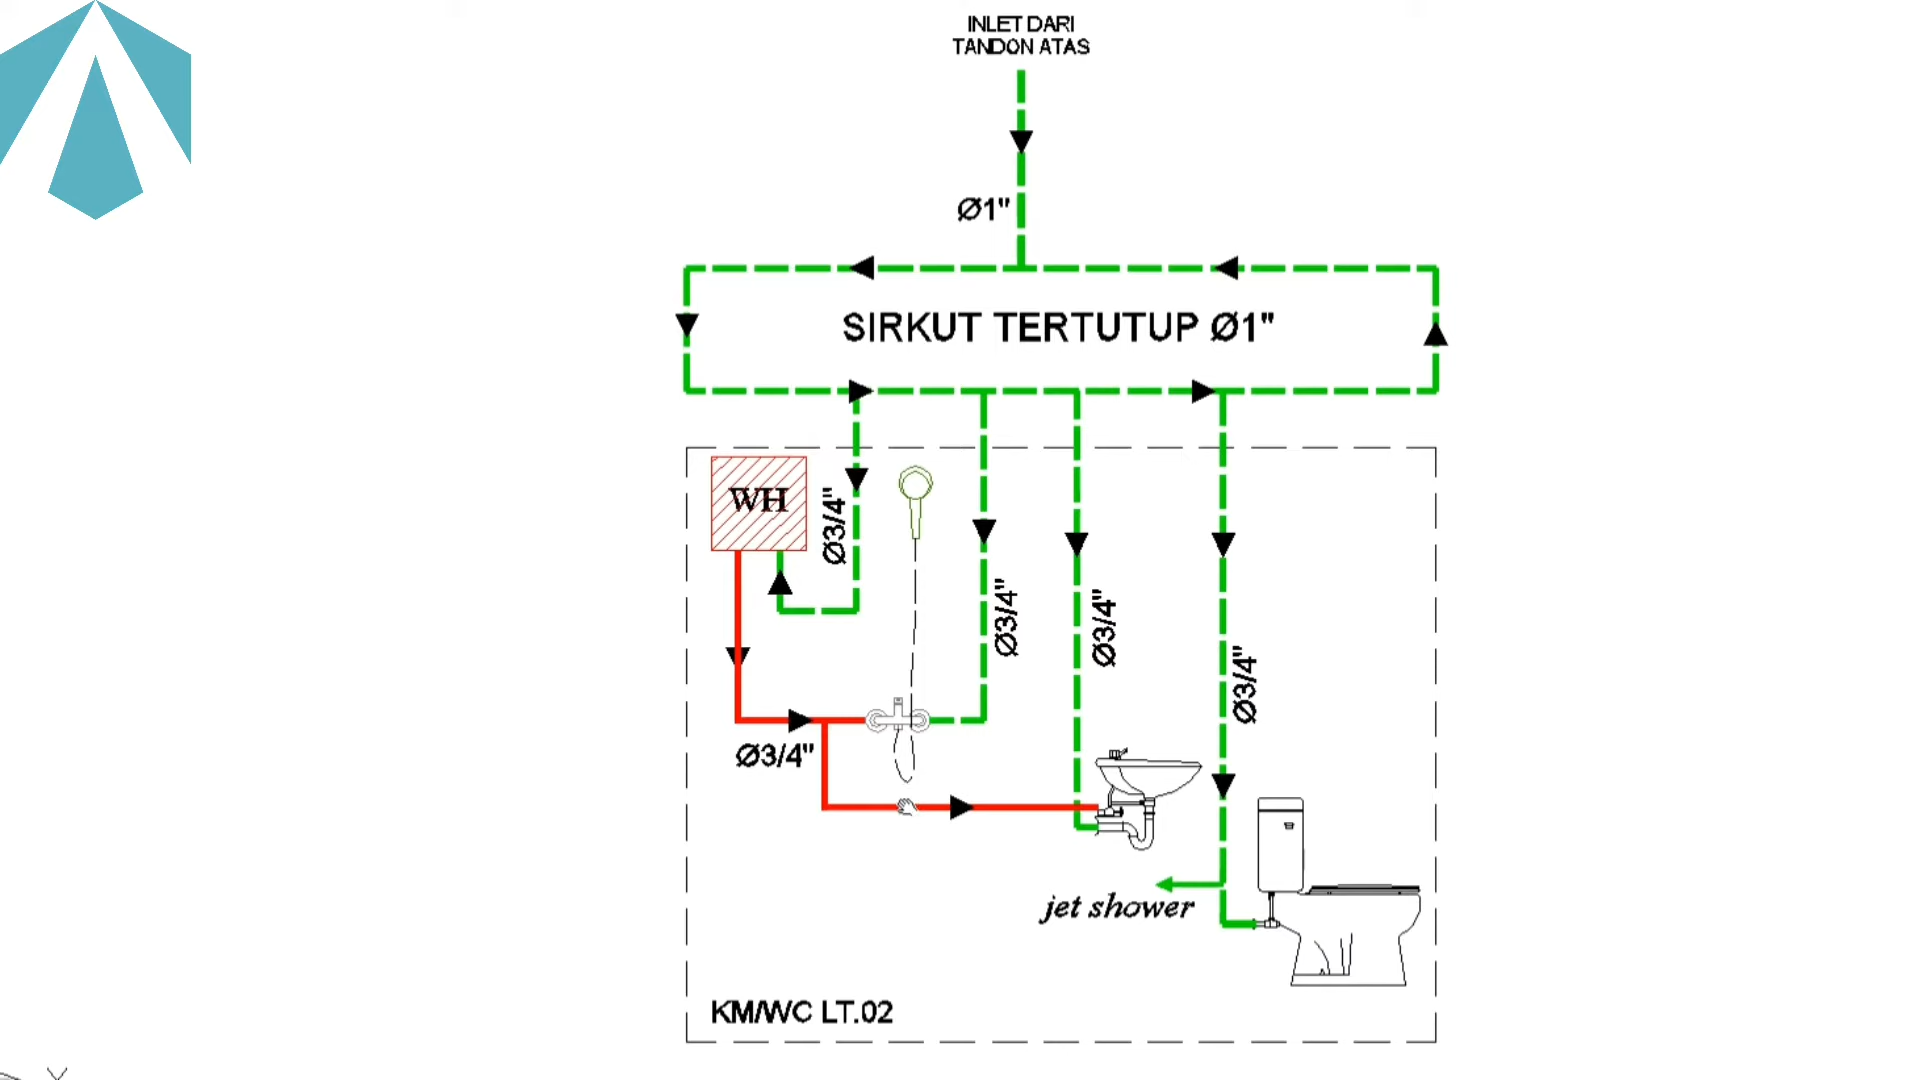 INLET DARI
TANDON ATAS
Ø1"
SIRKUT TERTUTUP Ø1"
WH
Ø3/4"
Ø3/4"
Ø3/4"
Ø3/4"
Ø3/4"
jet shower
KM/WC LT.02